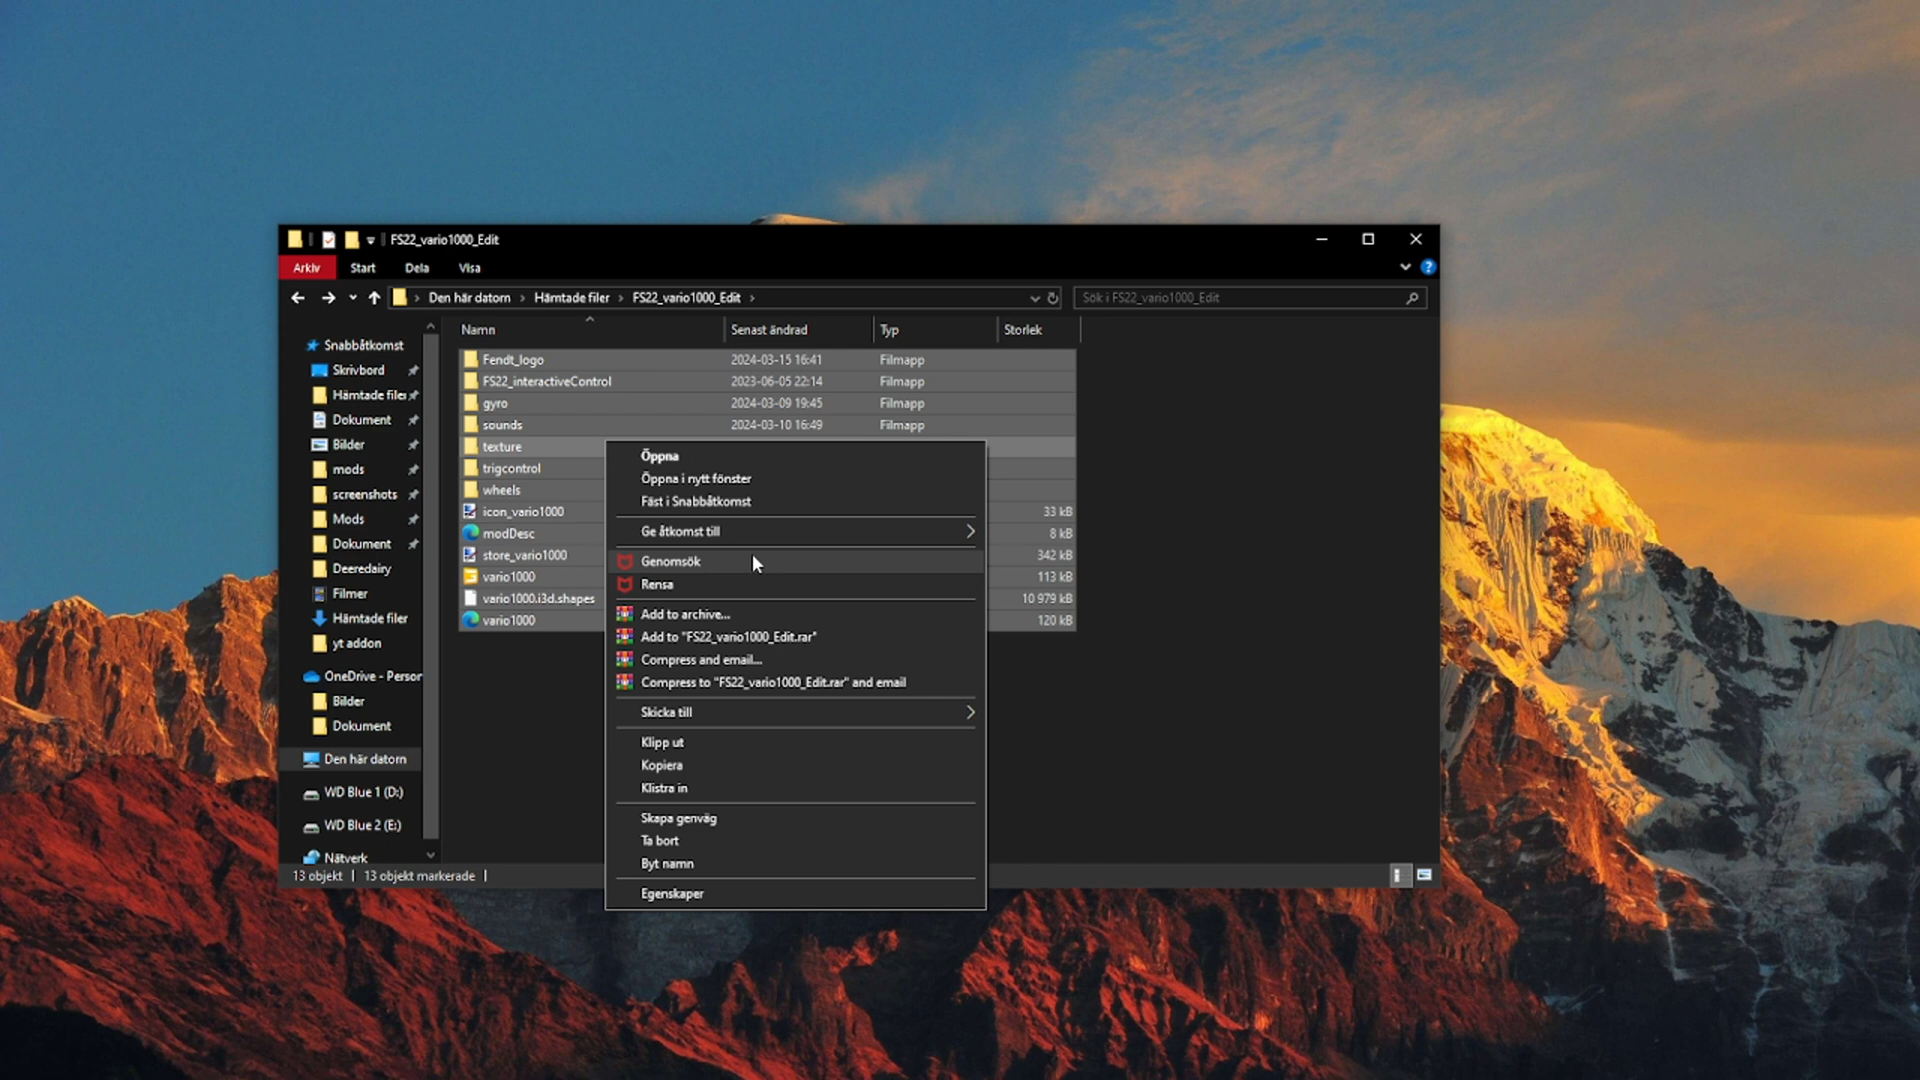 FS22_vario1000_Edit
Arkiv Start Dela Visa
Den här datorn Hämtade filer FS22_vario1000_Edit
Sök i FS22_vario1000_Edit
Namn Senast ändrad Typ Storlek
Snabbåtkomst
Skrivbord
Hämtade filer
Dokument
Bilder
mods
screenshots
Mods
Dokument
Deeredairy
Filmer
Hämtade filer
yt addon
OneDrive - Person
Bilder
Dokument
Den här datorn
WD Blue 1 (D:)
WD Blue 2 (E:)
Nätverk
Fendt_logo 2024-03-15 16:41 Filmapp
FS22_interactiveControl 2023-06-05 22:14 Filmapp
gyro 2024-03-09 19:45 Filmapp
sounds 2024-03-10 16:49 Filmapp
texture
trigcontrol
wheels
icon_vario1000 33 kB
modDesc 8 kB
store_vario1000 342 kB
vario1000 113 kB
vario1000.i3d.shapes 10 979 kB
vario1000 120 kB
Öppna
Öppna i nytt fönster
Fäst i Snabbåtkomst
Ge åtkomst till
Genomsök
Rensa
Add to archive...
Add to "FS22_vario1000_Edit.rar"
Compress and email...
Compress to "FS22_vario1000_Edit.rar" and email
Skicka till
Klipp ut
Kopiera
Klistra in
Skapa genväg
Ta bort
Byt namn
Egenskaper
13 objekt 13 objekt markerade